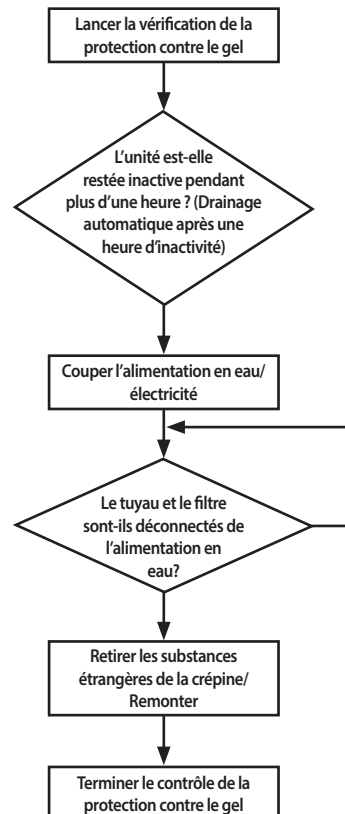 Lancer la vérification de la
protection contre le gel
L'unité est-elle
restée inactive pendant
plus d'une heure ? (Drainage
automatique après une
heure d'inactivité)
Couper l'alimentation en eau/
électricité
Le tuyau et le filtre
sont-ils déconnectés de
l'alimentation en
eau?
Retirer les substances
étrangères de la crépine/
Remonter
Terminer le contrôle de la
protection contre le gel